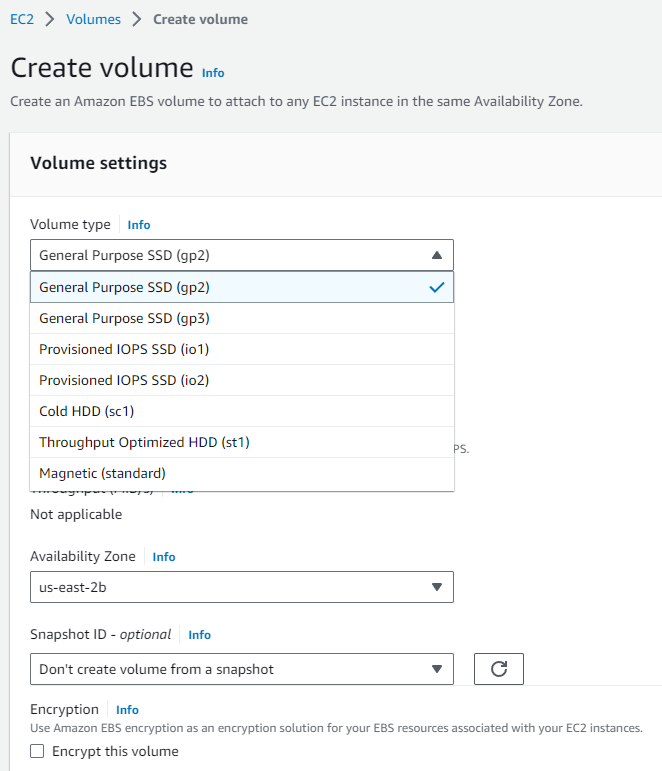 EC2 > Volumes > Create volume
Create volume Info
Create an Amazon EBS volume to attach to any EC2 instance in the same Availability Zone.
Volume settings
Volume type Info
General Purpose SSD (gp2)
General Purpose SSD (gp2)
General Purpose SSD (gp3)
Provisioned IOPS SSD (io1)
Provisioned IOPS SSD (io2)
Cold HDD (sc1)
Throughput Optimized HDD (st1)
PS.
Magnetic (standard)
Throughput (MiB/s) Info
Not applicable
Availability Zone Info
us-east-2b
Snapshot ID - optional Info
Don't create volume from a snapshot
Encryption Info
Use Amazon EBS encryption as an encryption solution for your EBS resources associated with your EC2 instances.
Encrypt this volume